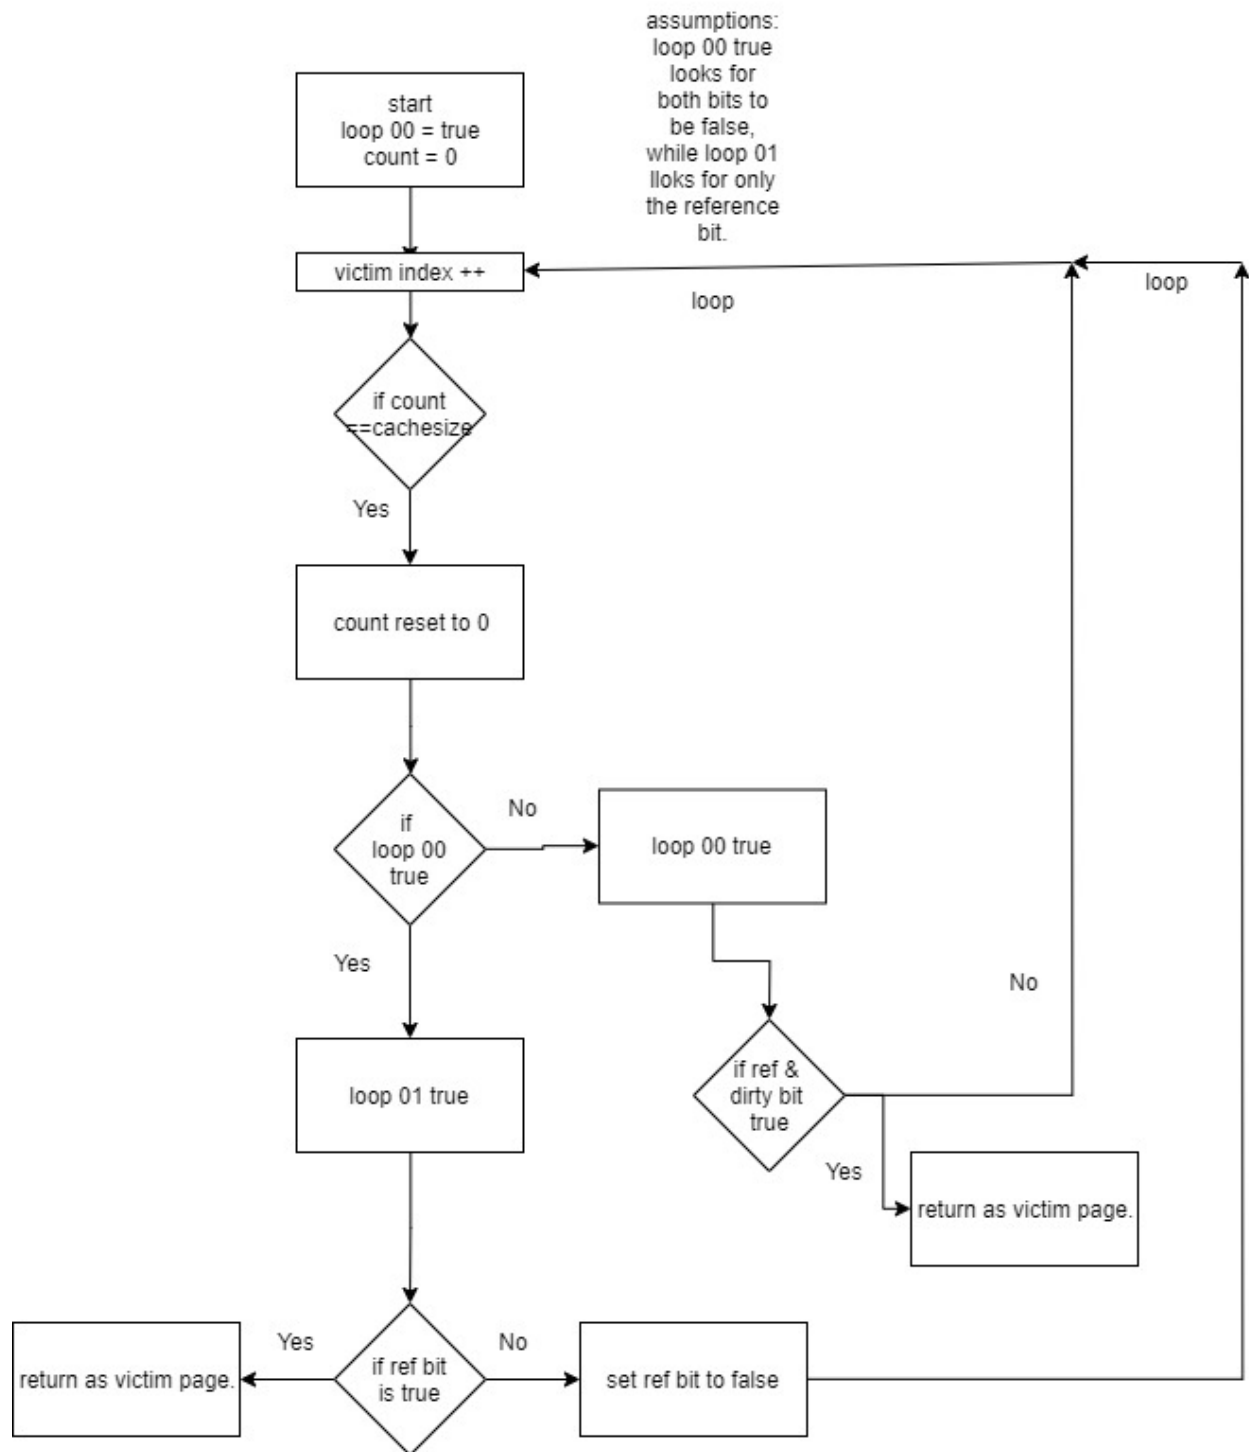 assumptions:
loop 00 true
looks for
both bits to
be false,
while loop 01
lloks for only
the reference
bit.
start
loop 00 = true
count = 0
victim index ++
loop
loop
if count
==cachesize
Yes
count reset to 0
if
loop 00
true
No
loop 00 true
Yes
No
loop 01 true
if ref &
dirty bit
true
Yes
return as victim page.
return as victim page.
Yes
if ref bit
is true
No
set ref bit to false